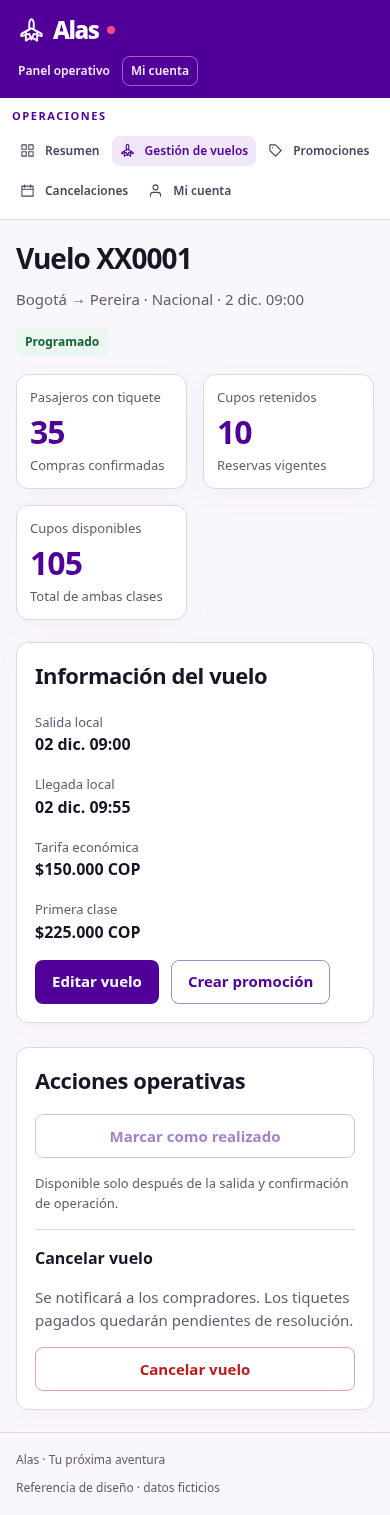 Alas
Panel operativo
Mi cuenta
OPERACIONES
Resumen
Gestión de vuelos
Promociones
Cancelaciones
Mi cuenta
Vuelo XX0001
Bogotá → Pereira · Nacional · 2 dic. 09:00
Programado
Pasajeros con tiquete
35
Compras confirmadas
Cupos retenidos
10
Reservas vigentes
Cupos disponibles
105
Total de ambas clases
Información del vuelo
Salida local
02 dic. 09:00
Llegada local
02 dic. 09:55
Tarifa económica
$150.000 COP
Primera clase
$225.000 COP
Editar vuelo
Crear promoción
Acciones operativas
Marcar como realizado
Disponible solo después de la salida y confirmación
de operación.
Cancelar vuelo
Se notificará a los compradores. Los tiquetes
pagados quedarán pendientes de resolución.
Cancelar vuelo
Alas · Tu próxima aventura
Referencia de diseño · datos ficticios